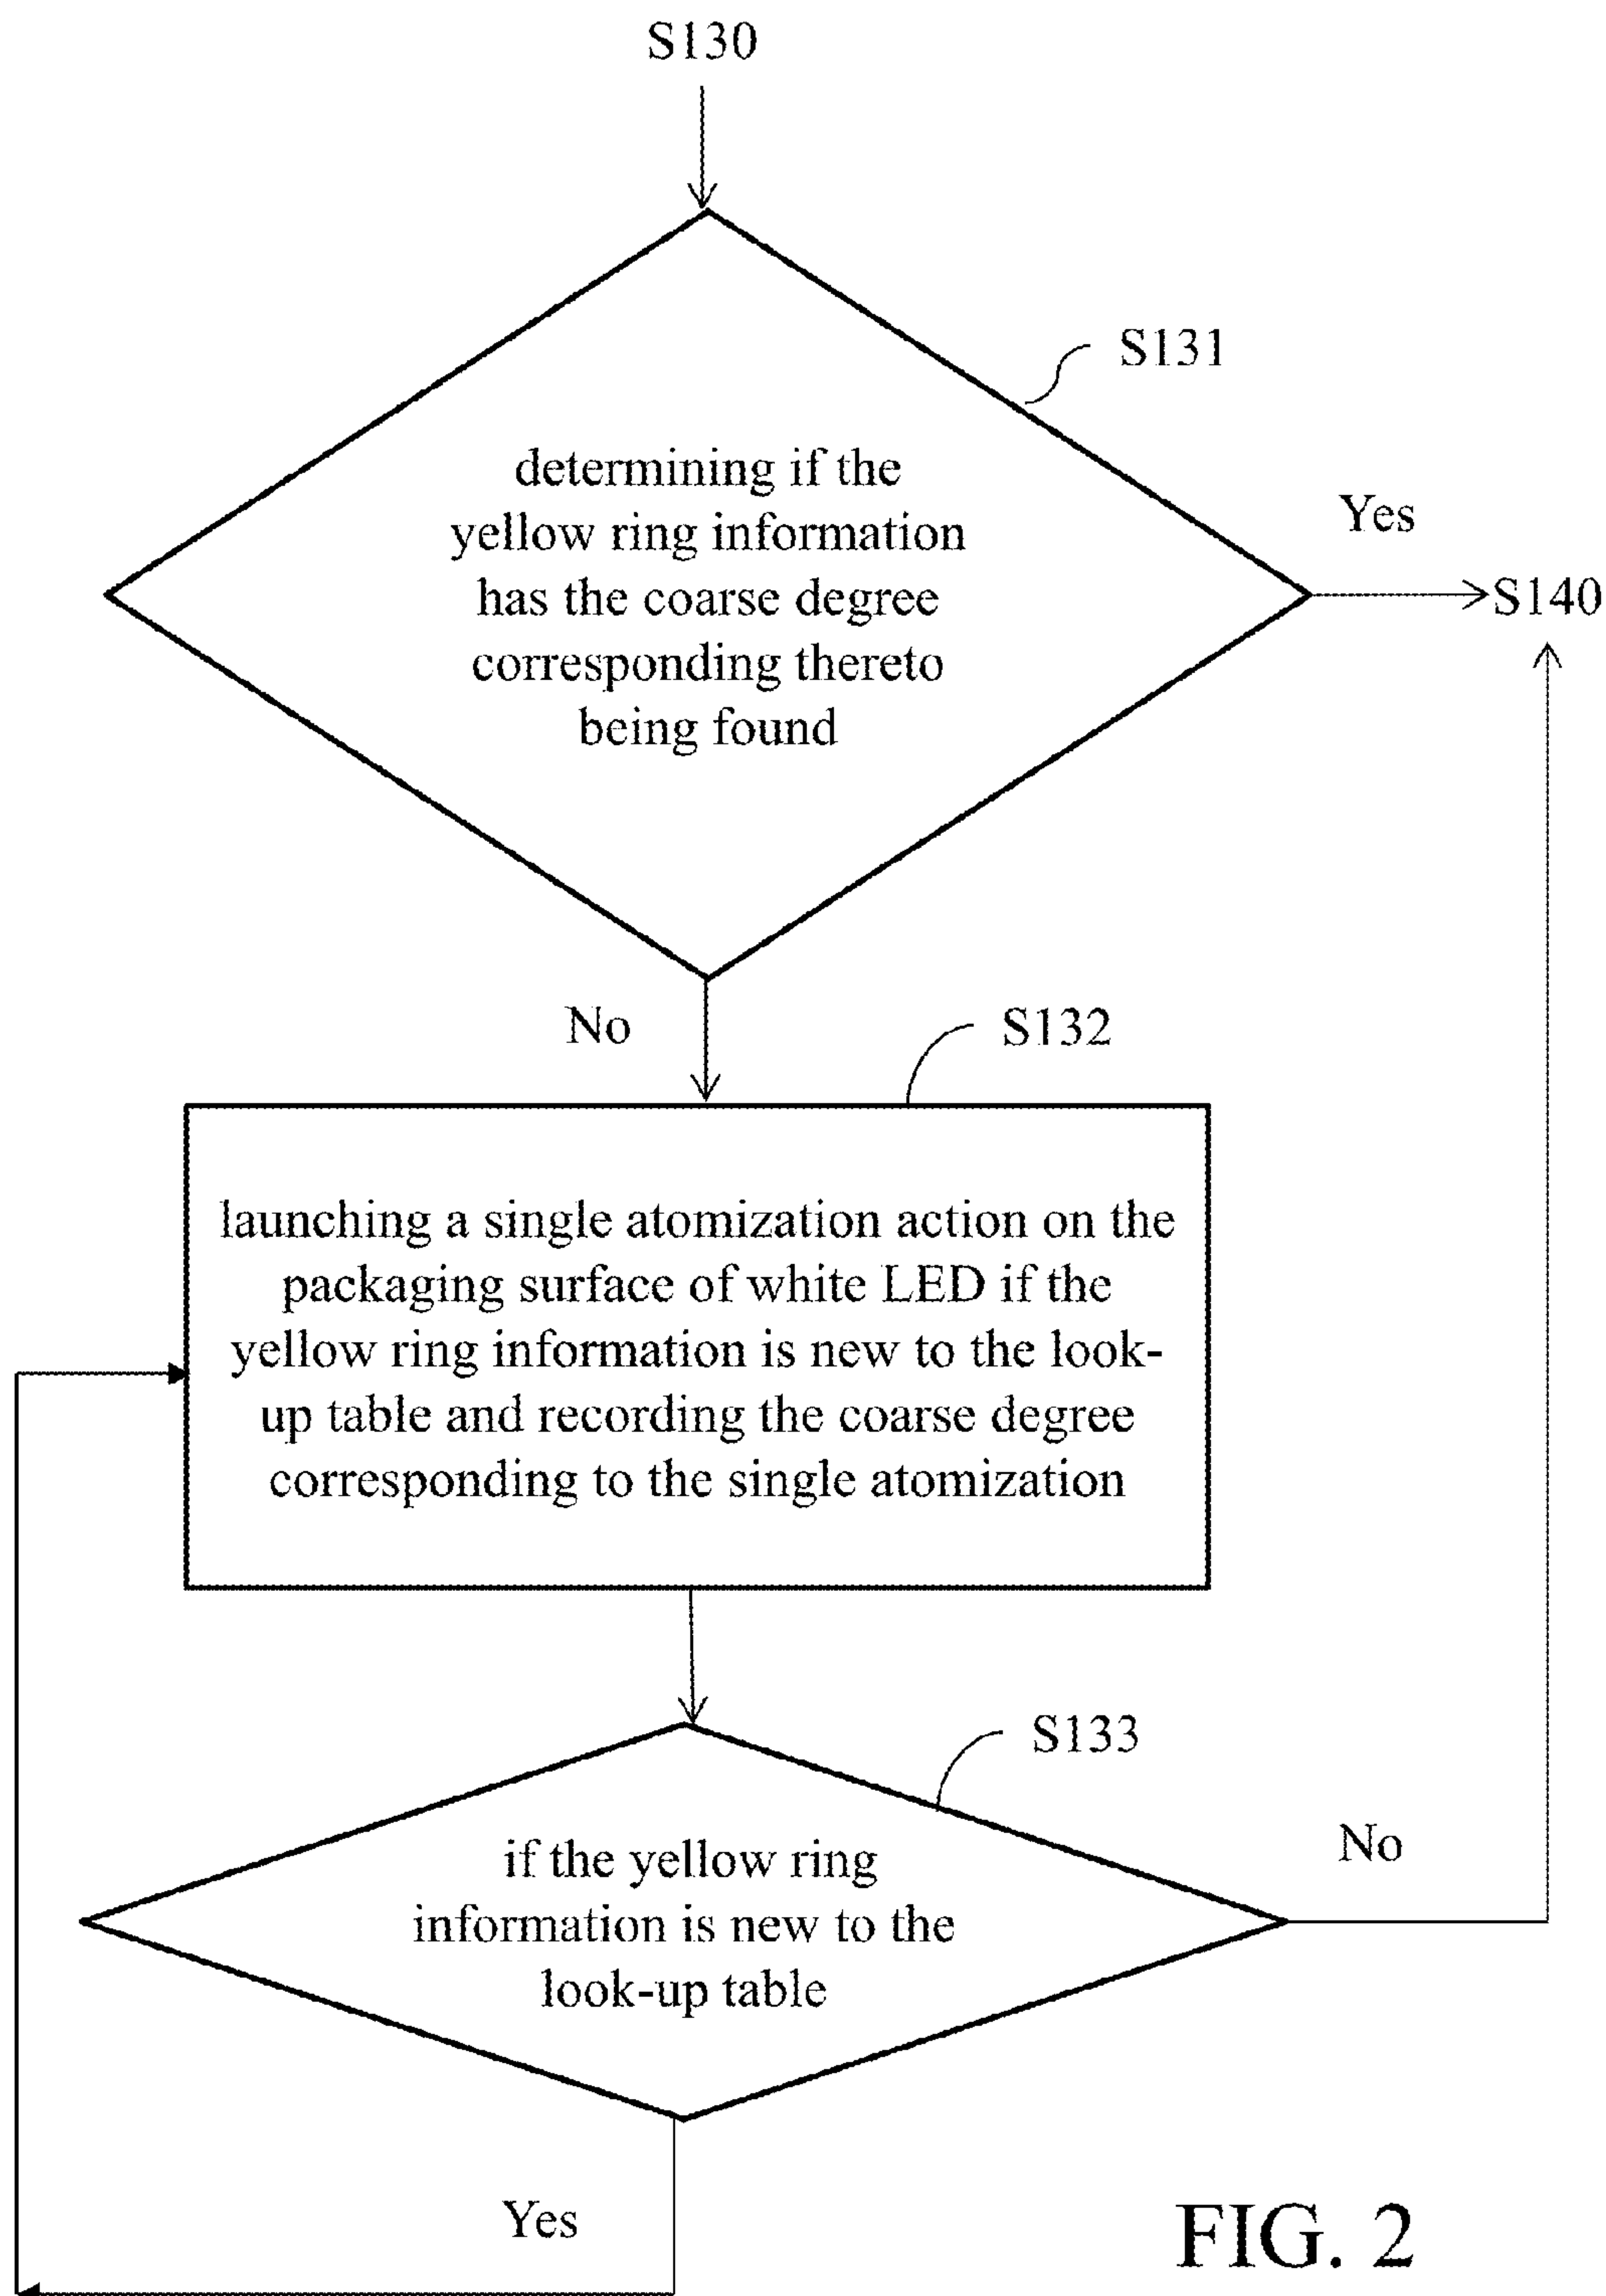 S130
S131
determining if the
yellow ring information
has the coarse degree
corresponding thereto
being found
Yes
S140
No
S132
launching a single atomization action on the
packaging surface of white LED if the
yellow ring information is new to the look-
up table and recording the coarse degree
corresponding to the single atomization
S133
if the yellow ring
information is new to the
look-up table
No
Yes
FIG. 2